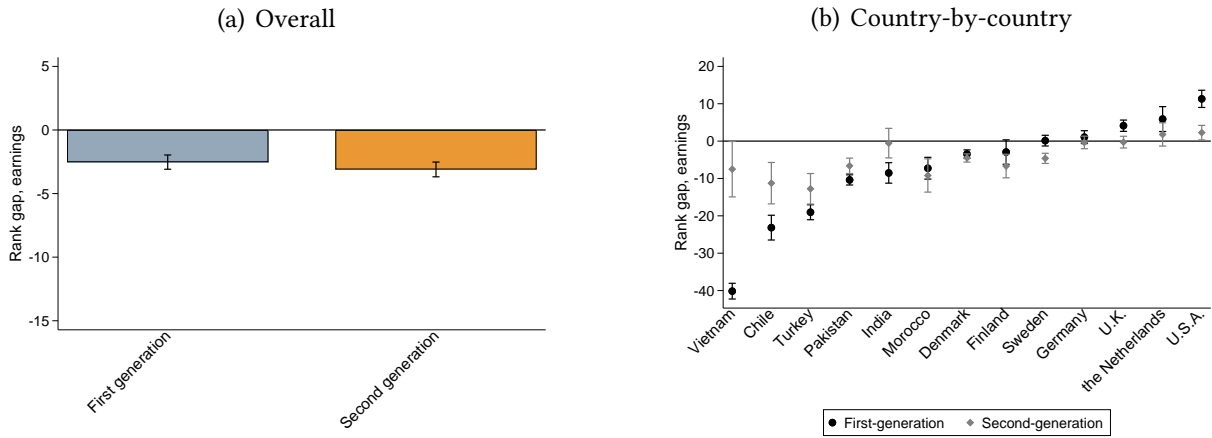 (a) Overall
Rank gap, earnings
5
0
-5
-10
-15
First generation
Second generation
(b) Country-by-country
Rank gap, earnings
20
10
0
-10
-20
-30
-40
Vietnam
Chile
Turkey
Pakistan
India
Morocco
Denmark
Finland
Sweden
Germany
U.K.
the Netherlands
U.S.A.
First-generation
Second-generation